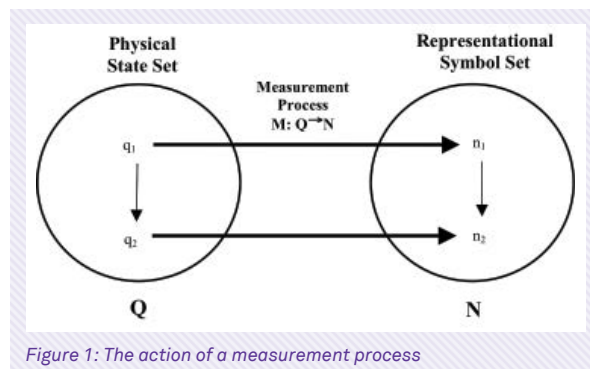 Physical
State Set
Representational
Symbol Set
Measurement
Process
M: Q→N
q₁
n₁
q₂
n₂
Q
N
Figure 1: The action of a measurement process